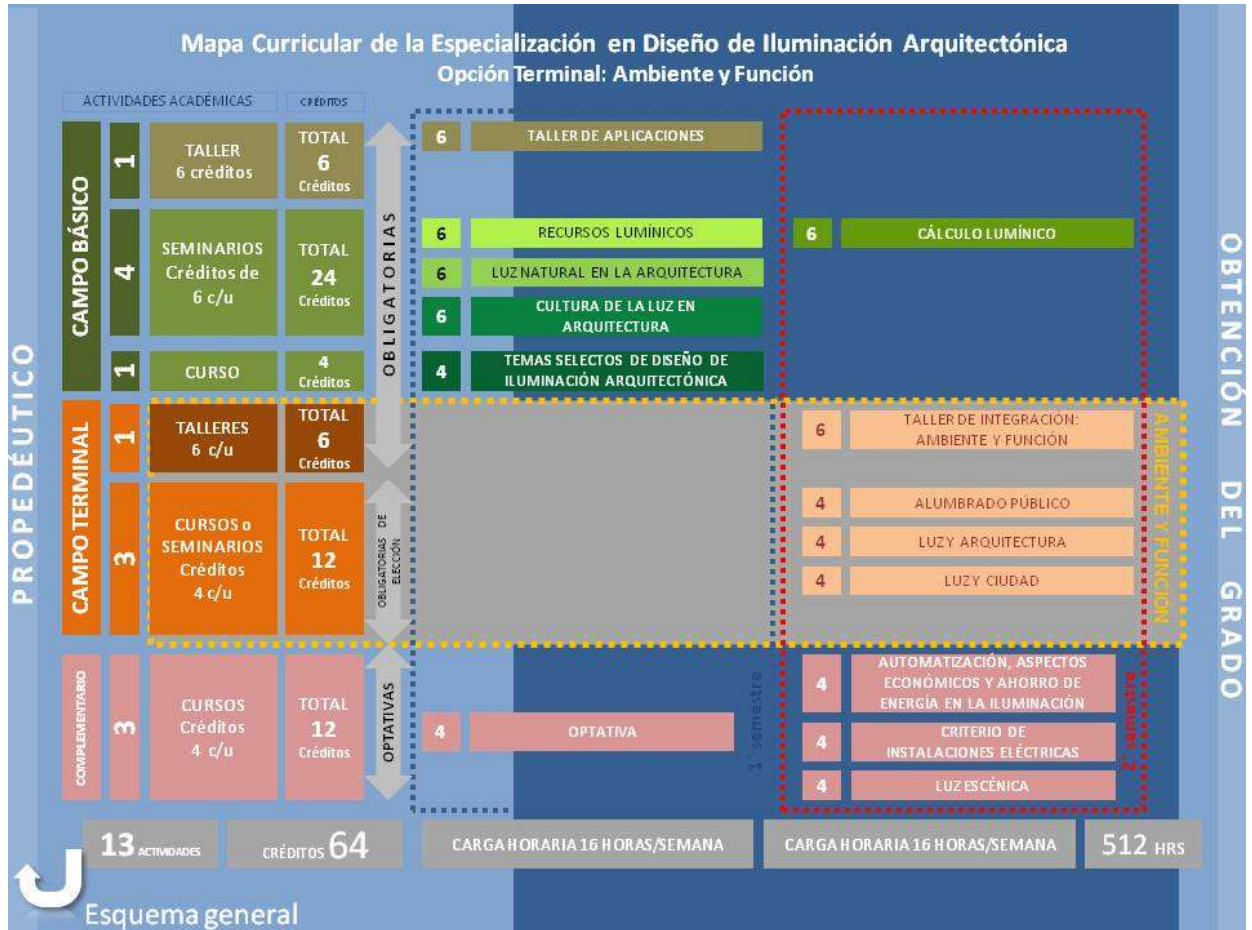 Mapa Curricular de la Especialización en Diseño de Iluminación Arquitectónica
Opción Terminal: Ambiente y Función
ACTIVIDADES ACADÉMICAS
CRÉDITOS
PROPEDÉUTICO
CAMPO BÁSICO
1
TALLER
6 créditos
TOTAL
6
Créditos
4
SEMINARIOS
Créditos de
6 c/u
TOTAL
24
Créditos
1
CURSO
4
Créditos
OBLIGATORIAS
CAMPO TERMINAL
1
TALLERES
6 c/u
TOTAL
6
Créditos
3
CURSOS o
SEMINARIOS
Créditos
4 c/u
TOTAL
12
Créditos
OBLIGATORIAS DE
ELECCIÓN
COMPLEMENTARIO
3
CURSOS
Créditos
4 c/u
TOTAL
12
Créditos
OPTATIVAS
6 TALLER DE APLICACIONES
6 RECURSOS LUMÍNICOS
6 LUZ NATURAL EN LA ARQUITECTURA
6 CULTURA DE LA LUZ EN
ARQUITECTURA
4 TEMAS SELECTOS DE DISEÑO DE
ILUMINACIÓN ARQUITECTÓNICA
4 OPTATIVA
1° semestre
6 CÁLCULO LUMÍNICO
6 TALLER DE INTEGRACIÓN:
AMBIENTE Y FUNCIÓN
4 ALUMBRADO PÚBLICO
4 LUZ Y ARQUITECTURA
4 LUZ Y CIUDAD
AMBIENTE Y FUNCIÓN
4 AUTOMATIZACIÓN, ASPECTOS
ECONÓMICOS Y AHORRO DE
ENERGÍA EN LA ILUMINACIÓN
4 CRITERIO DE
INSTALACIONES ELÉCTRICAS
4 LUZ ESCÉNICA
2° semestre
OBTENCIÓN DEL GRADO
13 ACTIVIDADES
CRÉDITOS 64
CARGA HORARIA 16 HORAS/SEMANA
CARGA HORARIA 16 HORAS/SEMANA
512 HRS
Esquema general